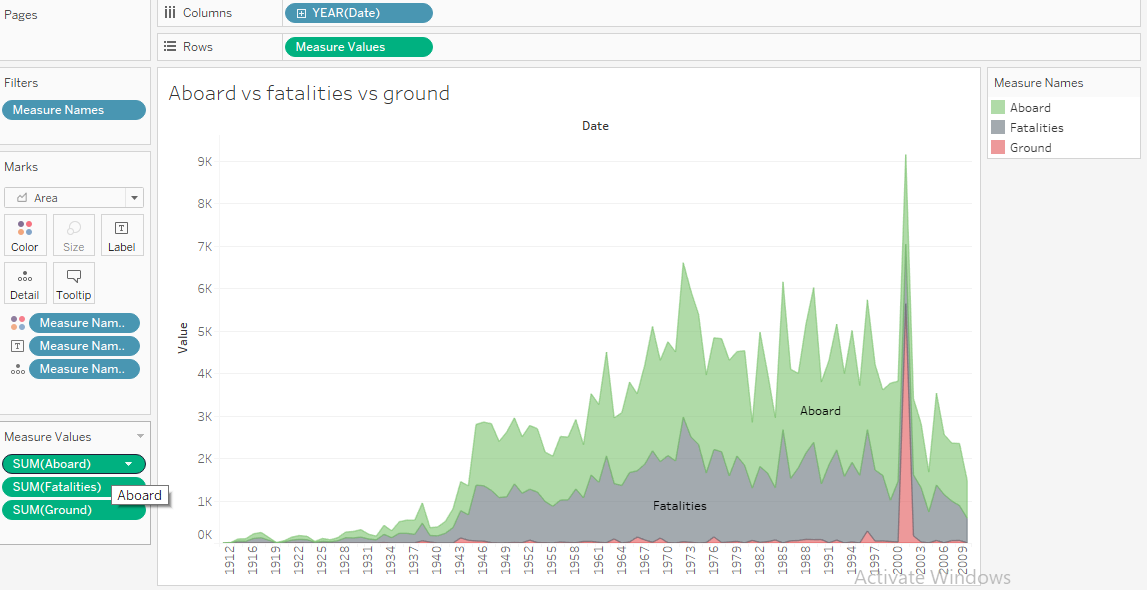 Pages
Columns
YEAR(Date)
Rows
Measure Values
Filters
Measure Names
Marks
Area
Color
Size
Label
Detail
Tooltip
Measure Nam..
Measure Nam..
Measure Nam..
Measure Values
SUM(Aboard)
SUM(Fatalities)
Aboard
SUM(Ground)
Aboard vs fatalities vs ground
Date
Value
9K
8K
7K
6K
5K
4K
3K
2K
1K
0K
Aboard
Fatalities
1912 1916 1919 1922 1925 1928 1931 1934 1937 1940 1943 1946 1949 1952 1955 1958 1961 1964 1967 1970 1973 1976 1979 1982 1985 1988 1991 1994 1997 2000 2003 2006 2009
Measure Names
Aboard
Fatalities
Ground
Activate Windows